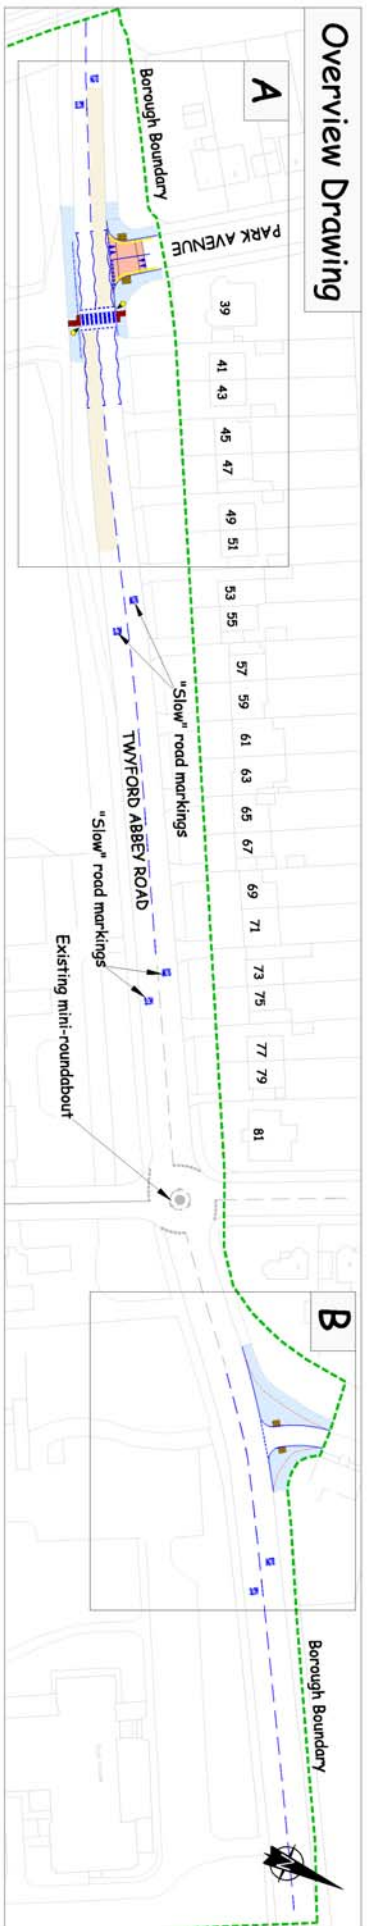 Overview Drawing
A
Borough Boundary
PARK AVENUE
39
41
43
45
47
49
51
53
55
57
59
61
63
65
67
69
71
73
75
77
79
81
"Slow" road
markings
TWYFORD ABBEY ROAD
"Slow" road
markings
Existing mini-roundabout
B
Borough Boundary